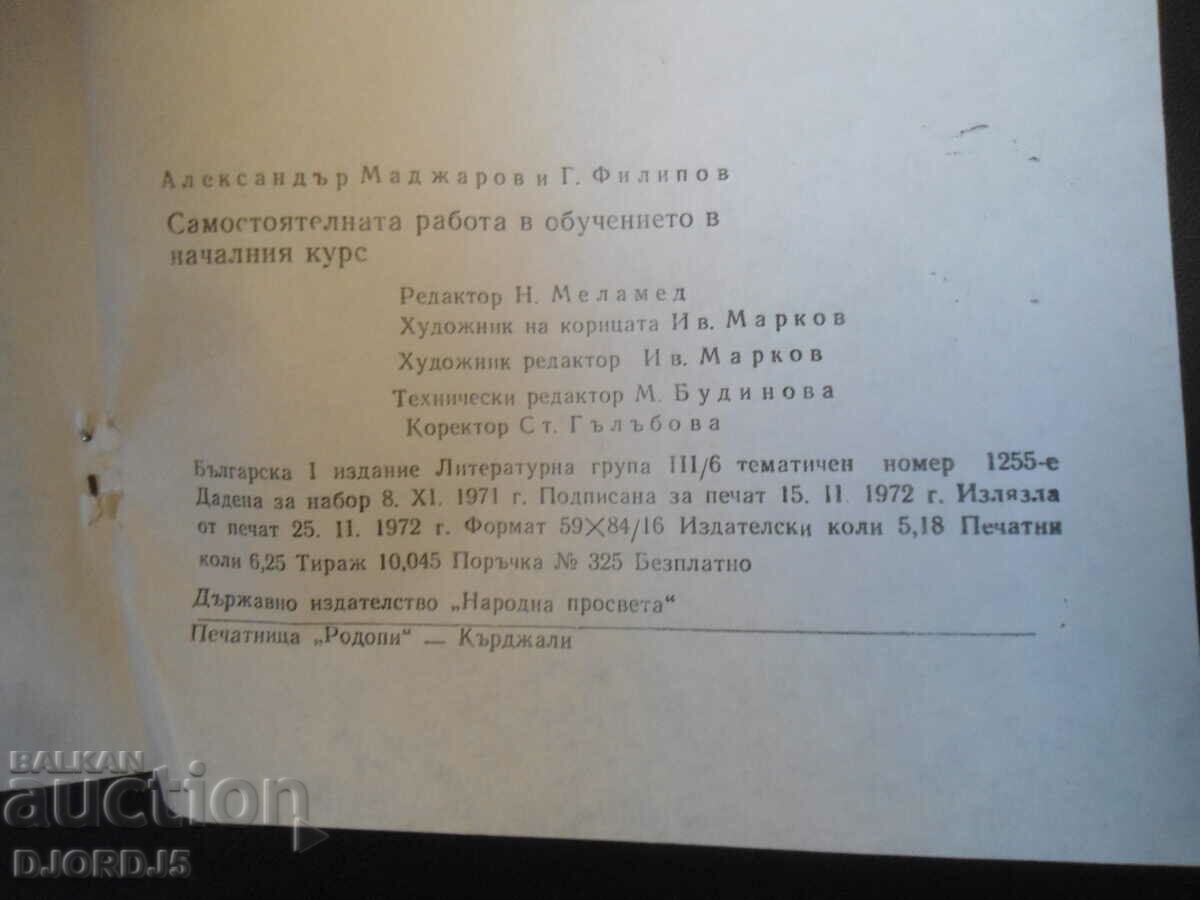 Александър Маджаров и Г. Филипов
Самостоятелната работа в обучението в
началния курс
Редактор Н. Меламед
Художник на корицата Ив. Марков
Художник редактор Ив. Марков
Технически редактор М. Будинова
Коректор Ст. Гълъбова
Българска I издание Литературна група III/6 тематичен номер 1255-е
Дадена за набор 8. XI. 1971 г. Подписана за печат 15. II. 1972 г. Излязла
от печат 25. II. 1972 г. Формат 59×84/16 Издателски коли 5,18 Печатни
коли 6,25 Тираж 10,045 Поръчка № 325 Безплатно
Държавно издателство „Народна просвета“
Печатница „Родопи“ — Кърджали
BALKAN
auction
DJORDJ5